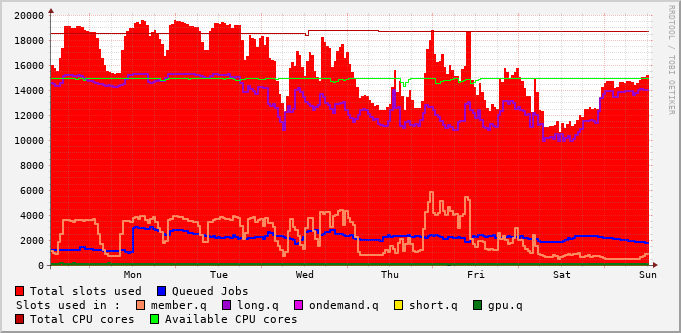 20000
18000
16000
14000
12000
10000
8000
6000
4000
2000
0
Mon Tue Wed Thu Fri Sat Sun
RRDTOOL / TOBI OETIKER
Total slots used Queued Jobs
Slots used in : member.q long.q ondemand.q short.q gpu.q
Total CPU cores Available CPU cores